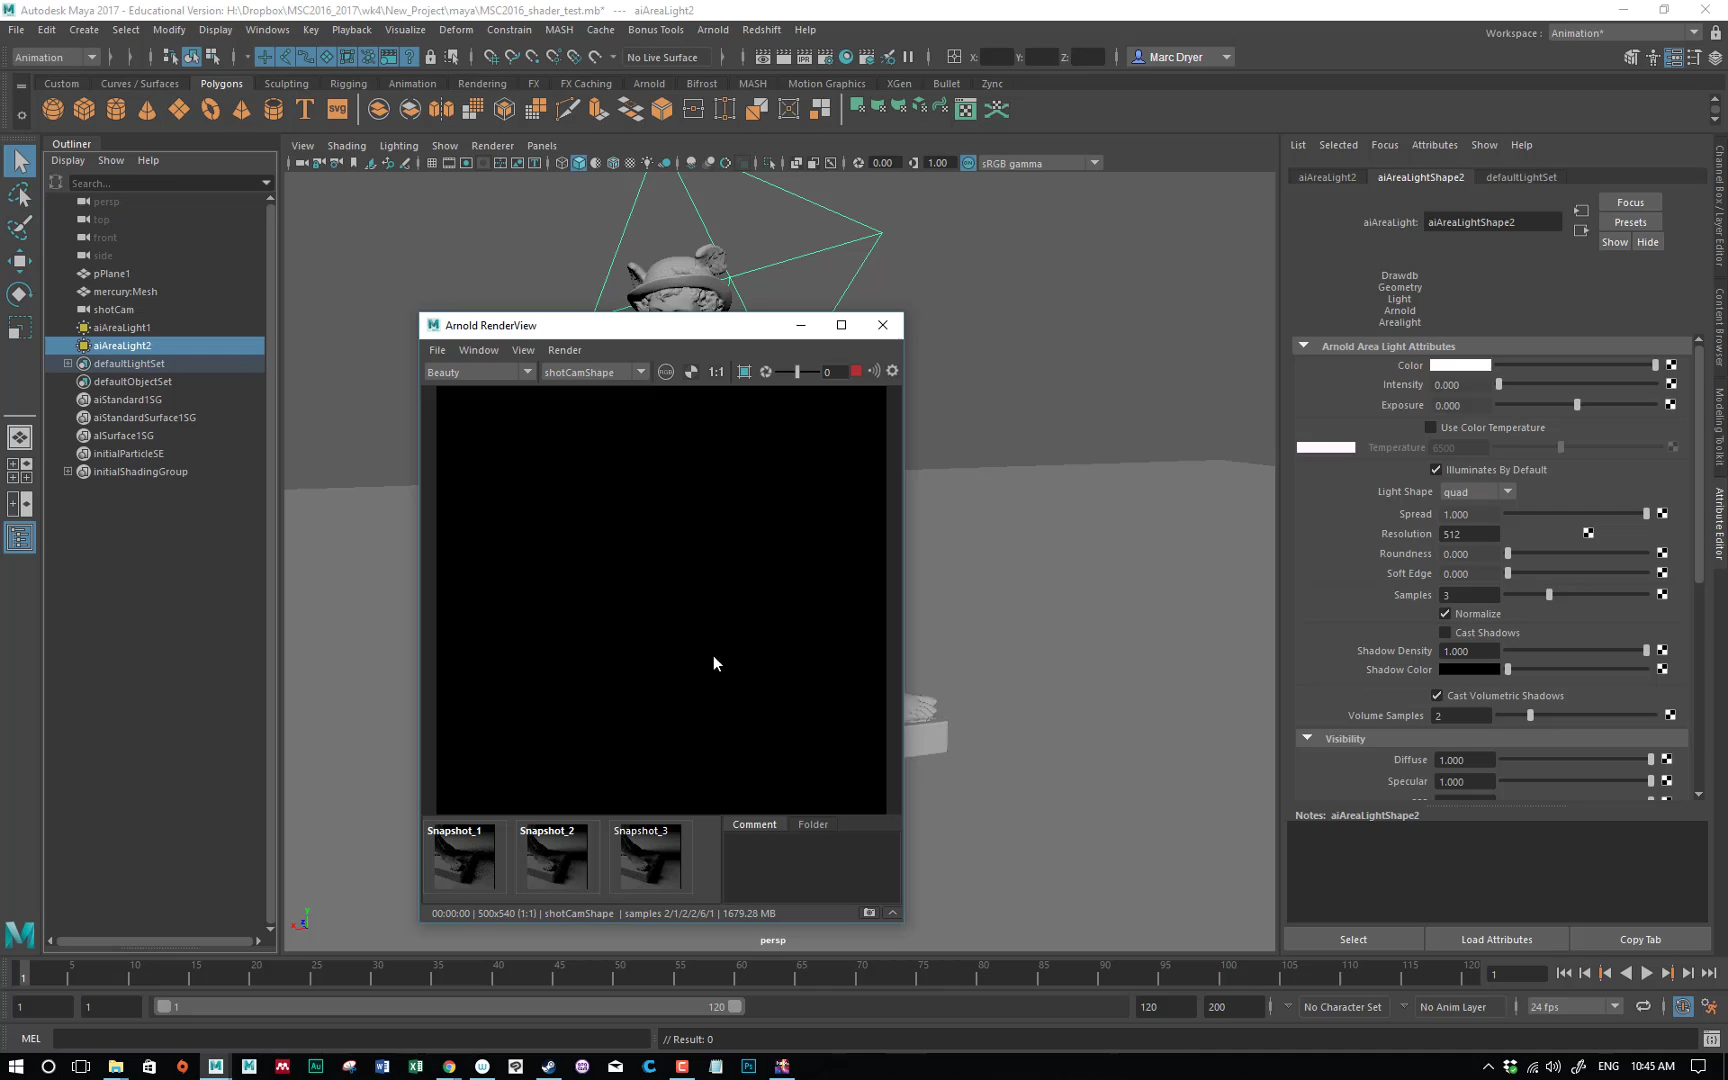 Autodesk Maya 2017 - Educational Version: H:\Dropbox\MSC2016_2017\wk4\New_Project\maya\MSC2016_shader_test.mb* --- aiAreaLight2
File Edit Create Select Modify Display Windows Key Playback Visualize Deform Constrain MASH Cache Bonus Tools Arnold Redshift Help
Workspace : Animation*
Animation
No Live Surface
X: Y: Z:
Marc Dryer
Custom Curves / Surfaces Polygons Sculpting Rigging Animation Rendering FX FX Caching Arnold Bifrost MASH Motion Graphics XGen Bullet Zync
T SVG
Outliner
Display Show Help
Search...
persp
top
front
side
pPlane1
mercury:Mesh
shotCam
aiAreaLight1
aiAreaLight2
defaultLightSet
defaultObjectSet
aiStandard1SG
aiStandardSurface1SG
alSurface1SG
initialParticleSE
initialShadingGroup
View Shading Lighting Show Renderer Panels
0.00 1.00 sRGB gamma
Arnold RenderView
File Window View Render
Beauty shotCamShape 1:1 0
Snapshot_1 Snapshot_2 Snapshot_3
Comment Folder
00:00:00 | 500x540 (1:1) | shotCamShape | samples 2/1/2/2/6/1 | 1679.28 MB
persp
List Selected Focus Attributes Show Help
aiAreaLight2 aiAreaLightShape2 defaultLightSet
Focus
aiAreaLight: aiAreaLightShape2
Presets
Show Hide
Drawdb
Geometry
Light
Arnold
Arealight
Arnold Area Light Attributes
Color
Intensity 0.000
Exposure 0.000
Use Color Temperature
Temperature 6500
Illuminates By Default
Light Shape quad
Spread 1.000
Resolution 512
Roundness 0.000
Soft Edge 0.000
Samples 3
Normalize
Cast Shadows
Shadow Density 1.000
Shadow Color
Cast Volumetric Shadows
Volume Samples 2
Visibility
Diffuse 1.000
Specular 1.000
Notes: aiAreaLightShape2
Select Load Attributes Copy Tab
Channel Box / Layer Editor
Content Browser
Modeling Toolkit
Attribute Editor
1 5 10 15 20 25 30 35 40 45 50 55 60 65 70 75 80 85 90 95 100 105 110 115 120
1
1 1 1 120 120 200 No Character Set No Anim Layer 24 fps
MEL // Result: 0
ENG 10:45 AM